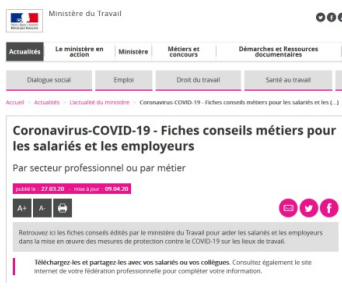 Ministère du Travail
Actualités
Le ministère en action
Ministère
Métiers et concours
Démarches et Ressources documentaires
Dialogue social
Emploi
Droit du travail
Santé au travail
Accueil > Actualités > L'actualité du ministère > Coronavirus-COVID-19 - Fiches conseils métiers pour les salariés et les (…)
Coronavirus-COVID-19 - Fiches conseils métiers pour
les salariés et les employeurs
Par secteur professionnel ou par métier
publié le : 27.03.20 - mise à jour : 09.04.20
A+ A-
Retrouvez ici les fiches conseils édités par le ministère du Travail pour aider les salariés et les employeurs
dans la mise en œuvre des mesures de protection contre le COVID-19 sur les lieux de travail.
Téléchargez-les et partagez-les avec vos salariés ou vos collègues. Consultez également le site
internet de votre fédération professionnelle pour compléter votre information.